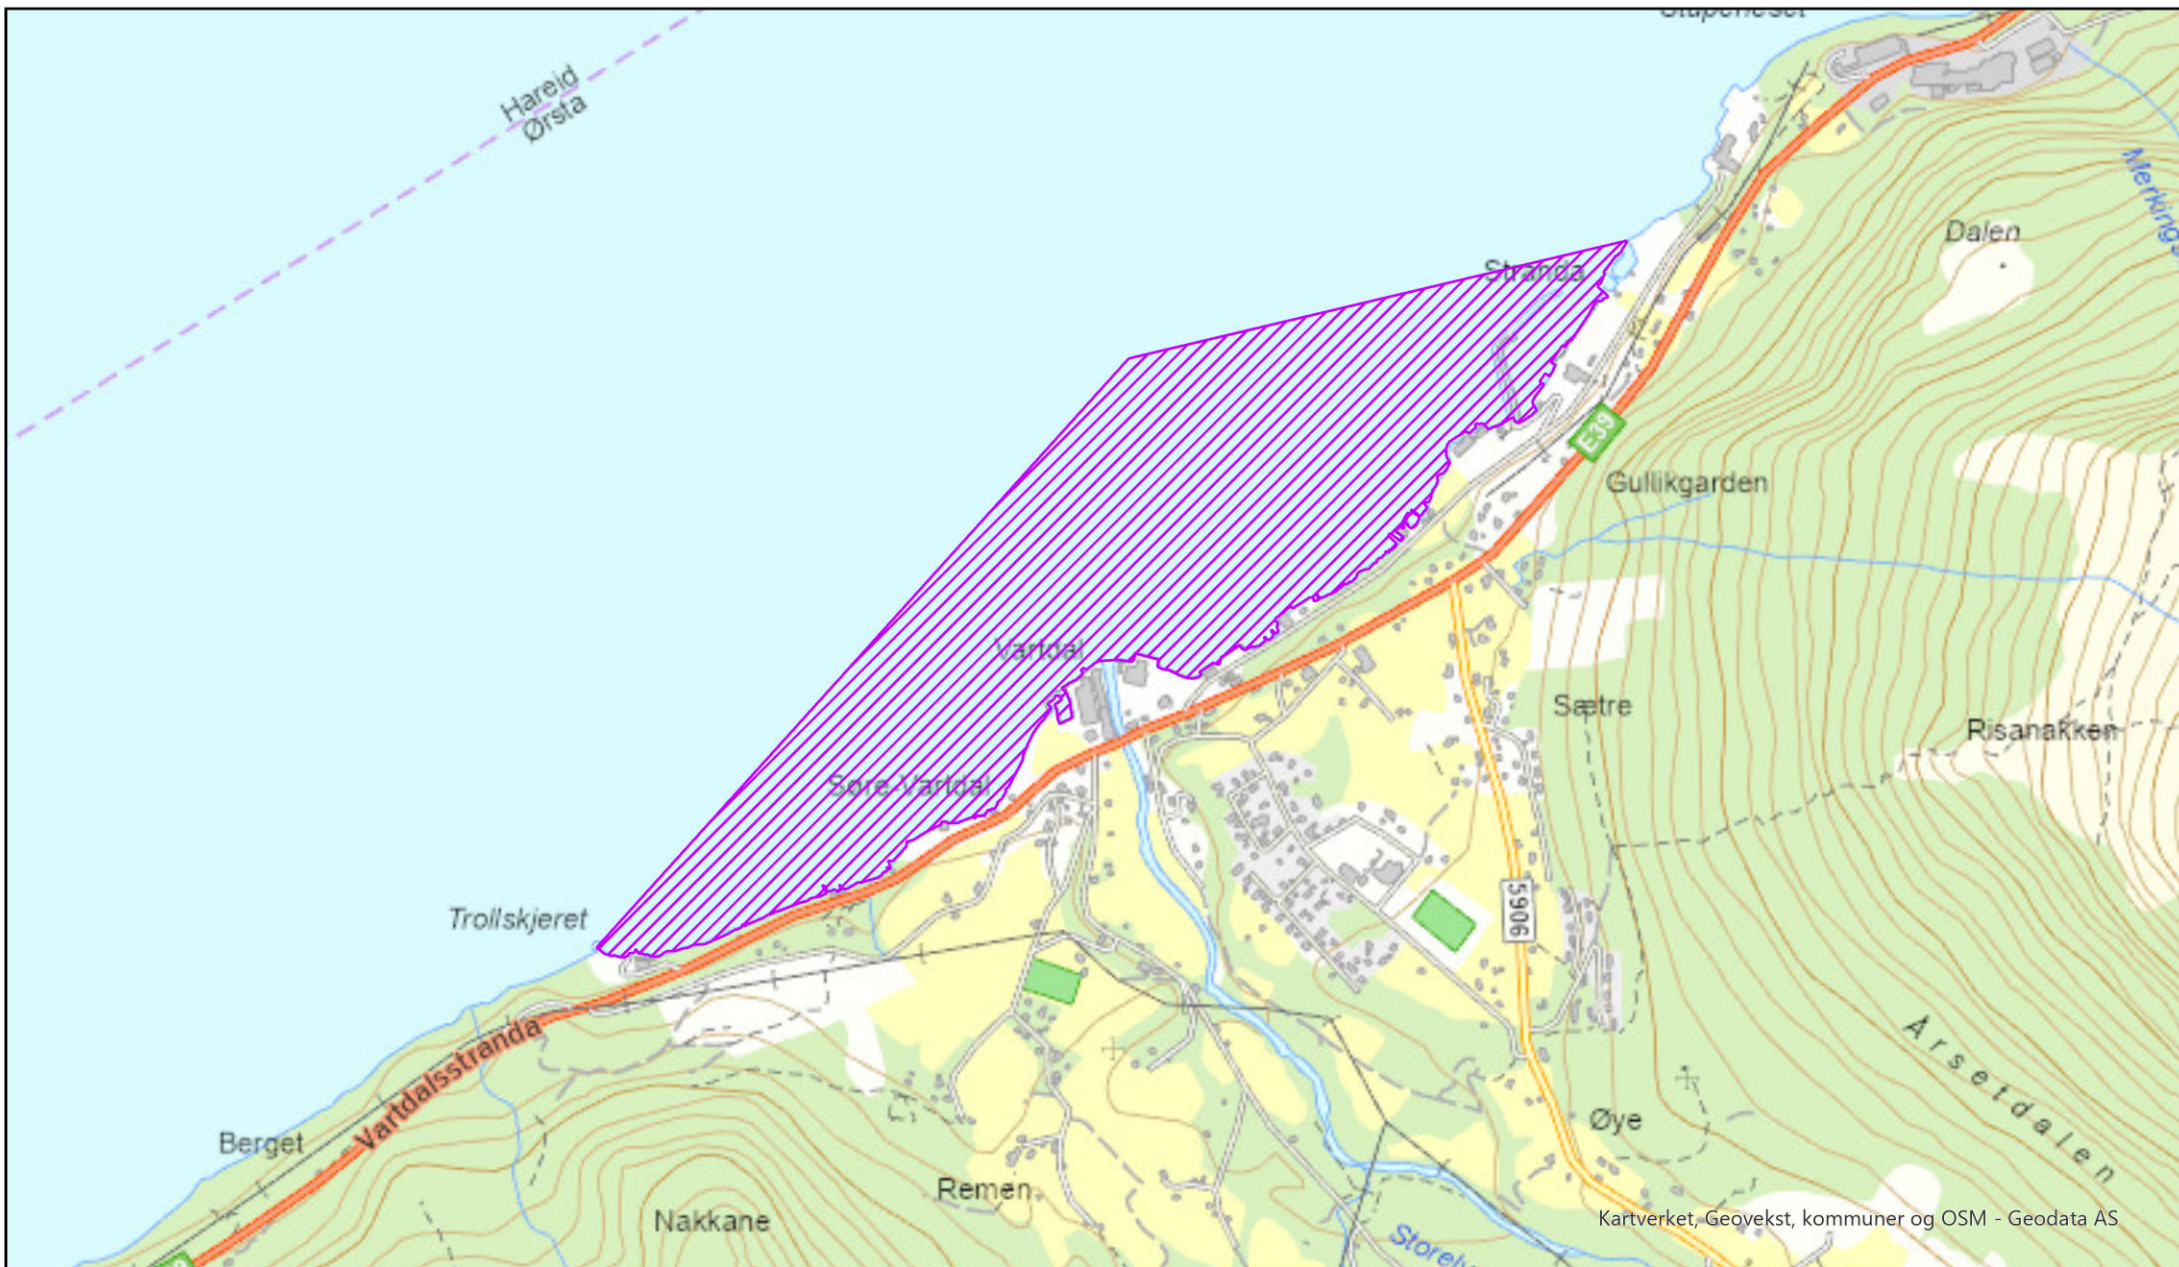 Hareid
Ørsta
Dalen
Stranda
E39
Gullikgarden
Vartdal
Sætre
Risanakken
Søre-Vartdal
5906
Trollskjeret
Vartdalsstranda
Årsetdalen
Øye
Berget
Remen
Nakkane
Kartverket, Geovekst, kommuner og OSM - Geodata AS